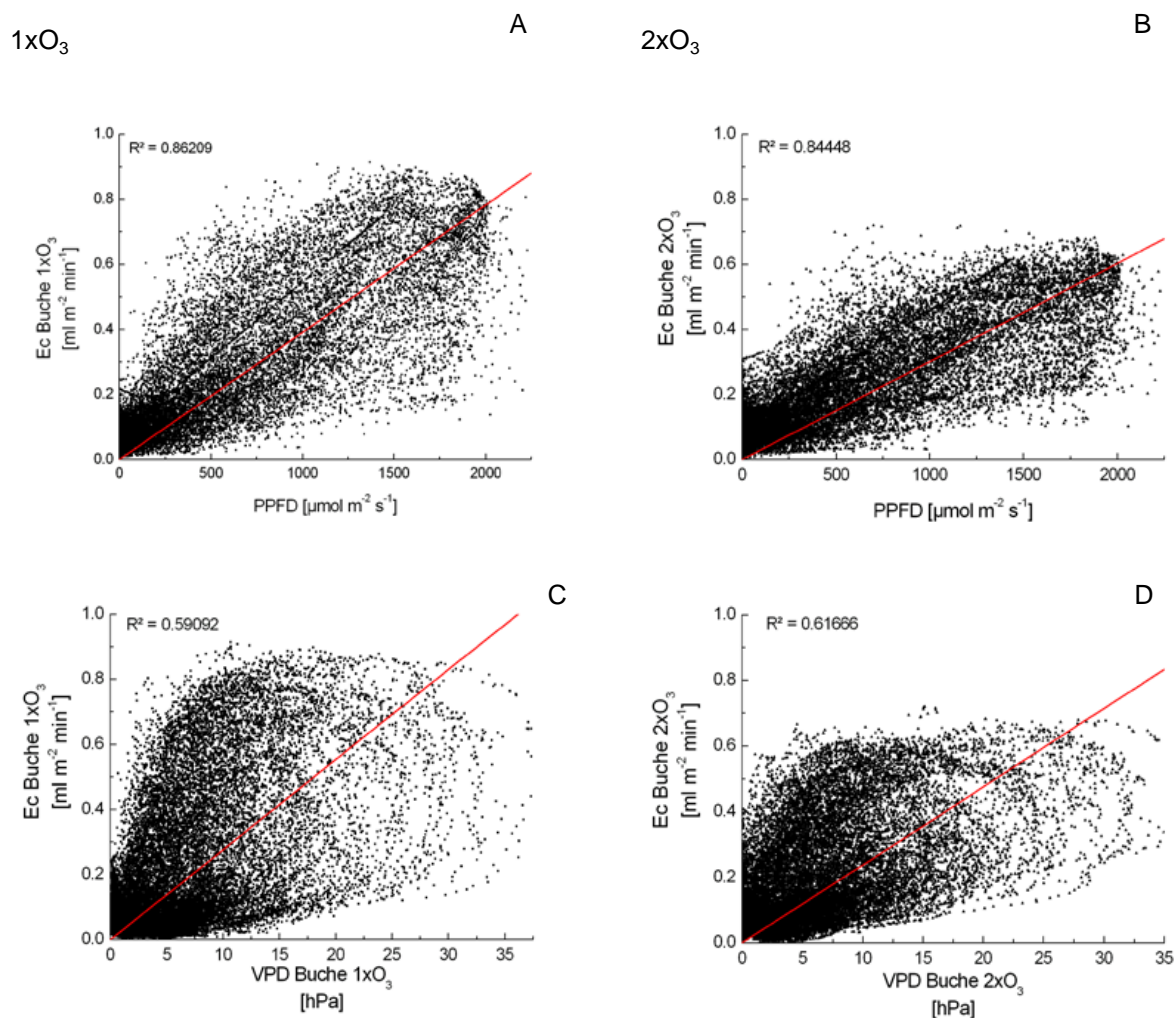 A
B
1xO₃
2xO₃
R² = 0.86209
1.0
0.8
0.6
0.4
0.2
0.0
Ec Buche 1xO₃
[ml m⁻² min⁻¹]
0 500 1000 1500 2000
PPFD [µmol m⁻² s⁻¹]
R² = 0.84448
1.0
0.8
0.6
0.4
0.2
0.0
Ec Buche 2xO₃
[ml m⁻² min⁻¹]
0 500 1000 1500 2000
PPFD [µmol m⁻² s⁻¹]
C
R² = 0.59092
1.0
0.8
0.6
0.4
0.2
0.0
Ec Buche 1xO₃
[ml m⁻² min⁻¹]
0 5 10 15 20 25 30 35
VPD Buche 1xO₃
[hPa]
D
R² = 0.61666
1.0
0.8
0.6
0.4
0.2
0.0
Ec Buche 2xO₃
[ml m⁻² min⁻¹]
0 5 10 15 20 25 30 35
VPD Buche 2xO₃
[hPa]